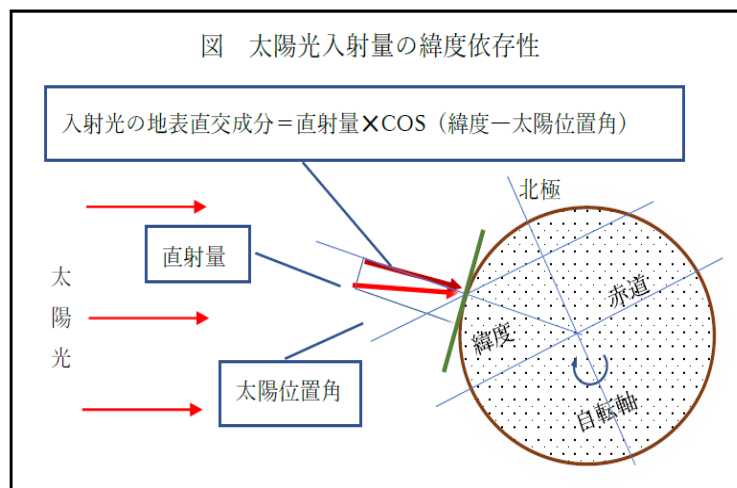 図　太陽光入射量の緯度依存性
入射光の地表直交成分＝直射量✕COS（緯度－太陽位置角）
北極
直射量
太
陽
光
赤道
緯度
太陽位置角
自転軸